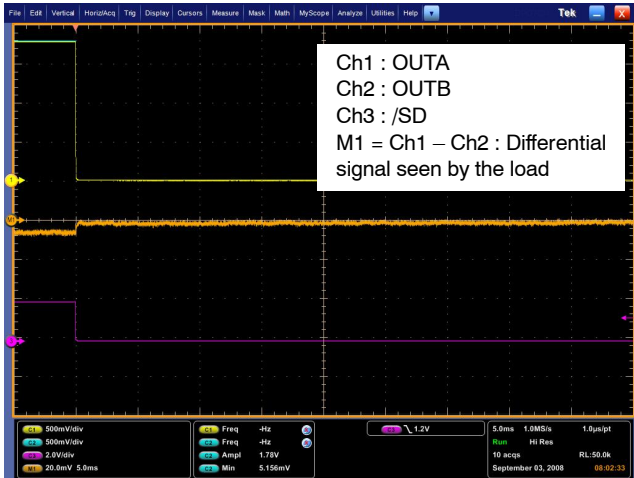 File Edit Vertical Horiz/Acq Trig Display Cursors Measure Mask Math MyScope Analyze Utilities Help Tek X
Ch1 : OUTA
Ch2 : OUTB
Ch3 : /SD
M1 = Ch1 – Ch2 : Differential
signal seen by the load
1
M1
3
C1 500mV/div C1 Freq -Hz C3 1.2V 5.0ms 1.0MS/s 1.0µs/pt
C2 500mV/div C2 Freq -Hz Run Hi Res
C3 2.0V/div C2 Ampl 1.78V 10 acqs RL:50.0k
M1 20.0mV 5.0ms C2 Min 5.156mV September 03, 2008 08:02:33